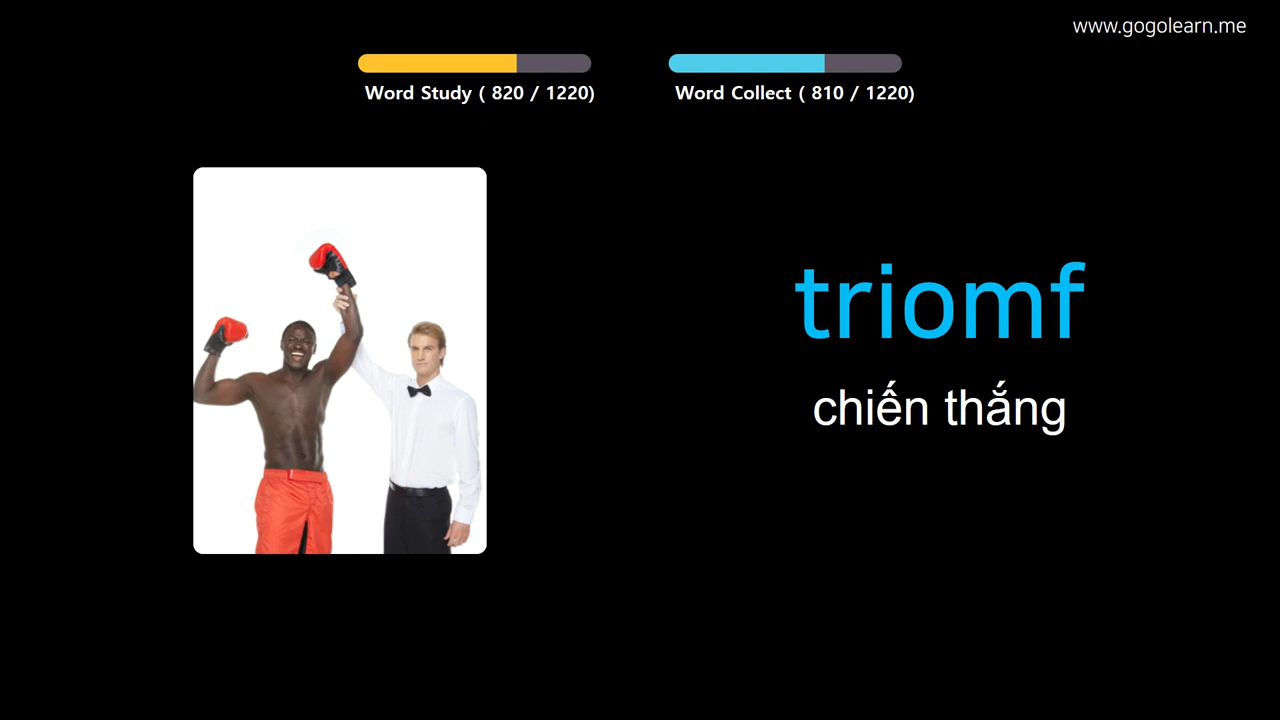 www.gogolearn.me
Word Study ( 820 / 1220)
Word Collect ( 810 / 1220)
triomf
chiến thắng